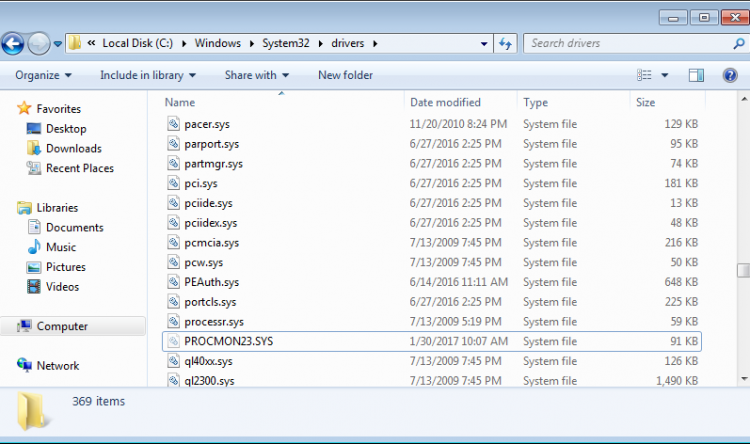 « Local Disk (C:) Windows System32 drivers Search drivers
Organize Include in library Share with New folder
Favorites
Desktop
Downloads
Recent Places
Libraries
Documents
Music
Pictures
Videos
Computer
Network
Name Date modified Type Size
pacer.sys 11/20/2010 8:24 PM System file 129 KB
parport.sys 6/27/2016 2:25 PM System file 95 KB
partmgr.sys 6/27/2016 2:25 PM System file 74 KB
pci.sys 6/27/2016 2:25 PM System file 181 KB
pciide.sys 6/27/2016 2:25 PM System file 13 KB
pciidex.sys 6/27/2016 2:25 PM System file 48 KB
pcmcia.sys 7/13/2009 7:45 PM System file 216 KB
pcw.sys 7/13/2009 7:45 PM System file 50 KB
PEAuth.sys 6/14/2016 11:11 AM System file 648 KB
portcls.sys 6/27/2016 2:25 PM System file 225 KB
processr.sys 7/13/2009 5:19 PM System file 59 KB
PROCMON23.SYS 1/30/2017 10:07 AM System file 91 KB
ql40xx.sys 7/13/2009 7:45 PM System file 126 KB
ql2300.sys 7/13/2009 7:45 PM System file 1,490 KB
369 items